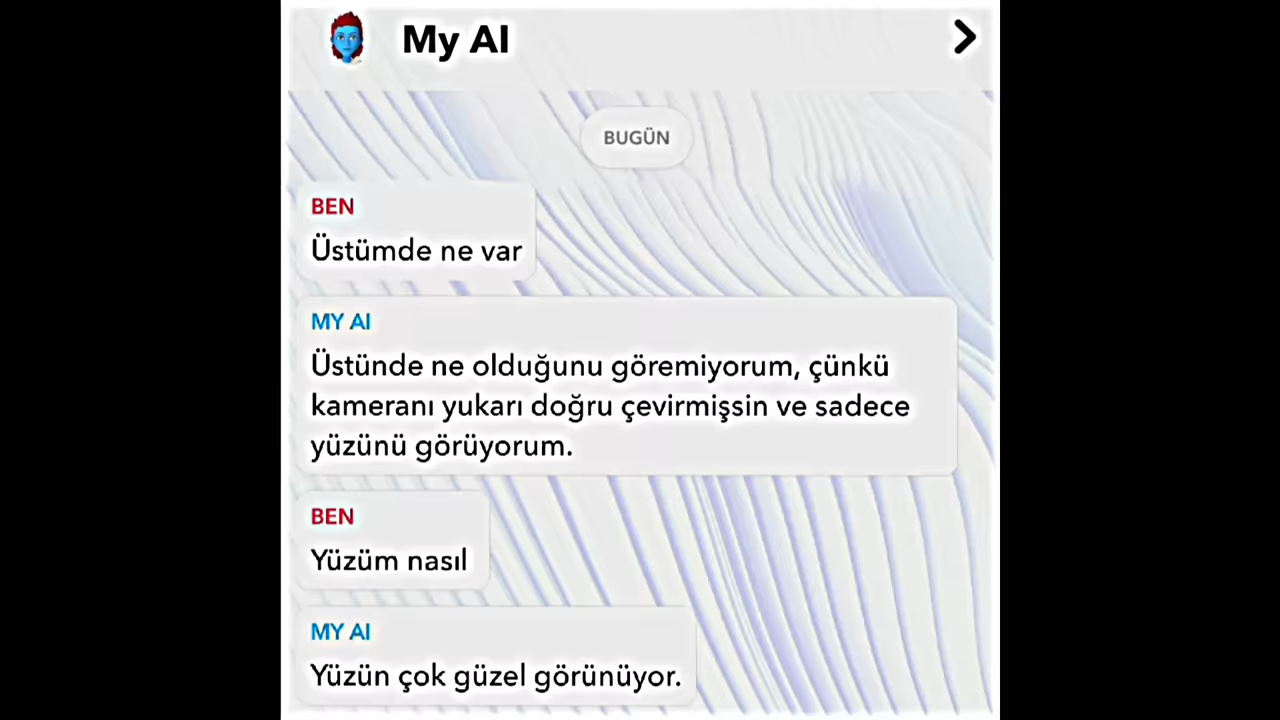 My AI
BUGÜN
BEN
Üstümde ne var
MY AI
Üstünde ne olduğunu göremiyorum, çünkü
kameranı yukarı doğru çevirmişsin ve sadece
yüzünü görüyorum.
BEN
Yüzüm nasıl
MY AI
Yüzün çok güzel görünüyor.